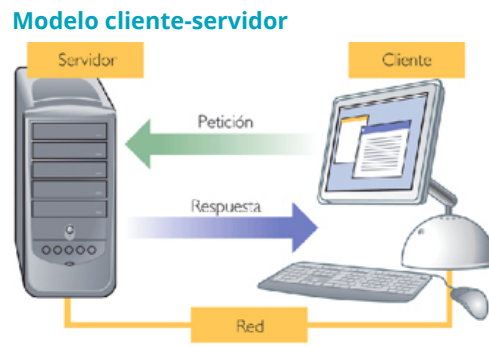 Modelo cliente-servidor
Servidor
Cliente
Petición
Respuesta
Red